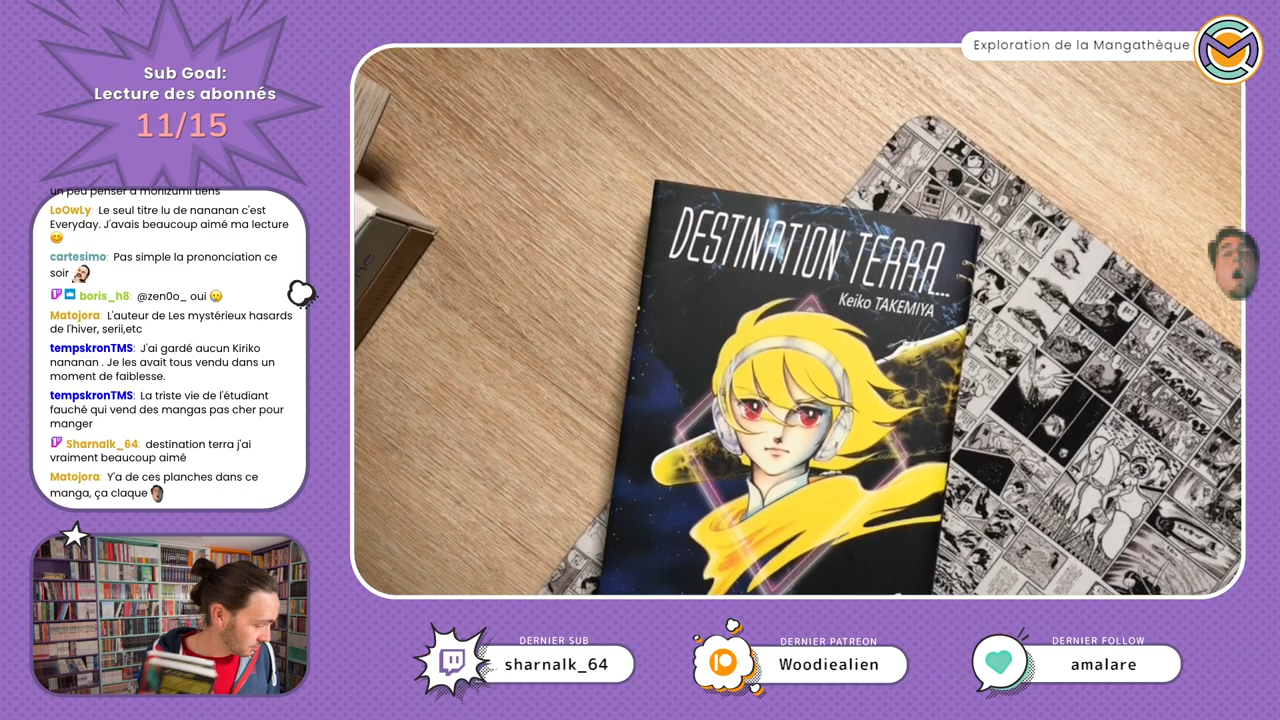 Sub Goal:
Lecture des abonnés
11/15
un peu penser à morizumi tiens
LoOwLy: Le seul titre lu de nananan c'est
Everyday. J'avais beaucoup aimé ma lecture
cartesimo: Pas simple la prononciation ce
soir
boris_h8: @zen0o_ oui
Matojora: L'auteur de Les mystérieux hasards
de l'hiver, serii,etc
tempskronTMS: J'ai gardé aucun Kiriko
nananan . Je les avait tous vendu dans un
moment de faiblesse.
tempskronTMS: La triste vie de l'étudiant
fauché qui vend des mangas pas cher pour
manger
Sharnalk_64: destination terra j'ai
vraiment beaucoup aimé
Matojora: Y'a de ces planches dans ce
manga, ça claque
Exploration de la Mangathèque
DESTINATION TERRA...
Keiko TAKEMIYA
DERNIER SUB
sharnalk_64
DERNIER PATREON
Woodiealien
DERNIER FOLLOW
amalare